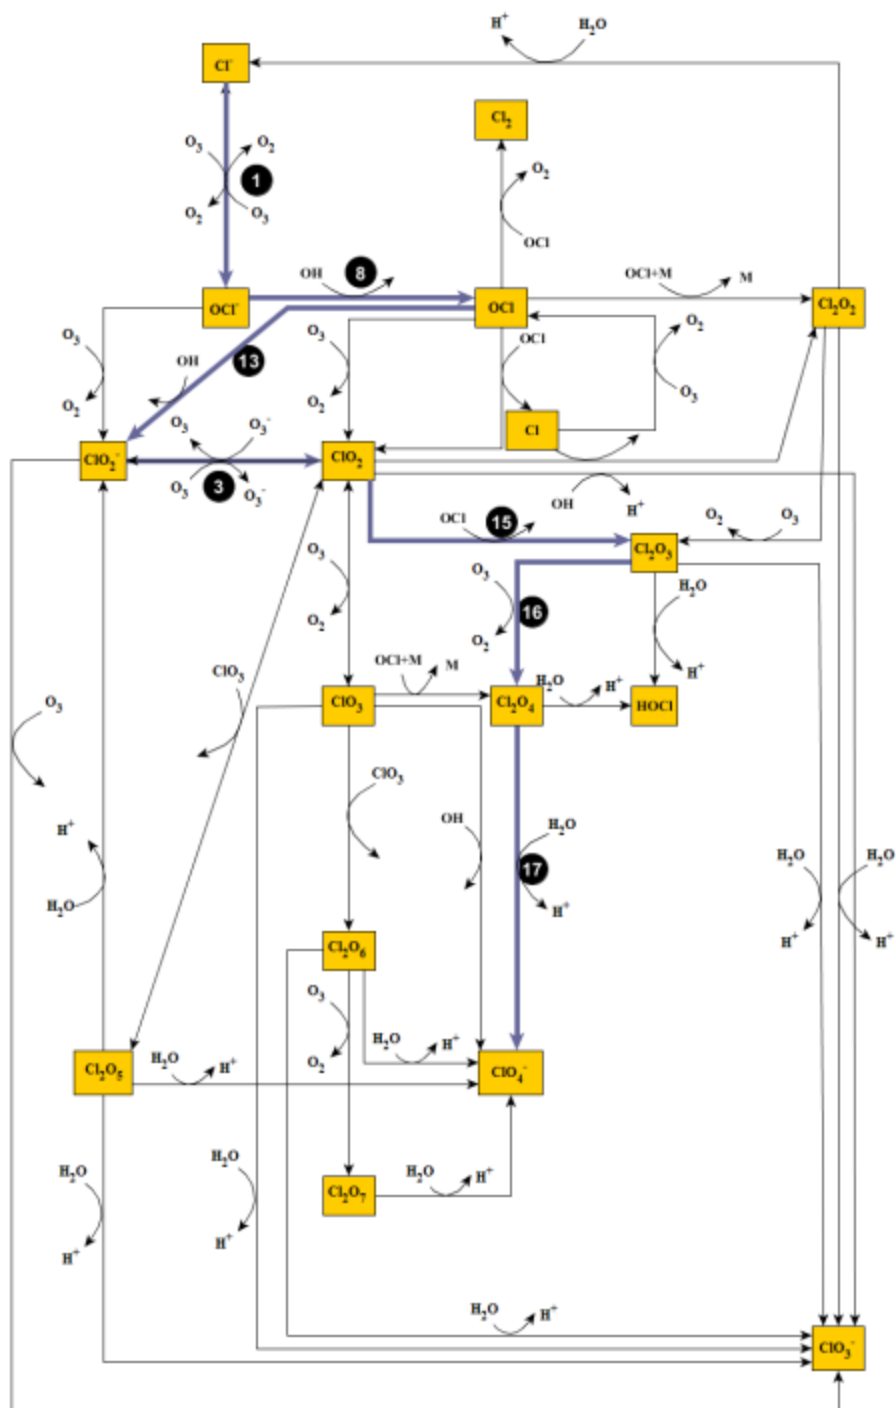 H⁺ H₂O
Cl⁻
Cl₂
O₃ O₂
O₂
1
O₂ O₃
OCl
OH 8
OCl+M M
OCl⁻ OCl Cl₂O₂
O₃ O₃ OCl O₂
13
OH
O₂ O₂ O₃
O₃ O₃⁻ Cl
ClO₂⁻ ClO₂
O₃ 3 O₃⁻
OH H⁺
OCl 15 O₂ O₃
Cl₂O₃
O₃ O₃ H₂O
16
O₂ O₂
OCl+M M
H₂O H⁺ H⁺
ClO₃
ClO₃ Cl₂O₄ HOCl
O₃
ClO₃
OH H₂O
H⁺
H₂O H₂O
17
H₂O H⁺
H⁺ H⁺
Cl₂O₆
O₃
H₂O H⁺
O₂
H₂O H⁺
Cl₂O₅ ClO₄⁻
H₂O H₂O H₂O H⁺
Cl₂O₇
H⁺ H⁺
H₂O H⁺
ClO₃⁻